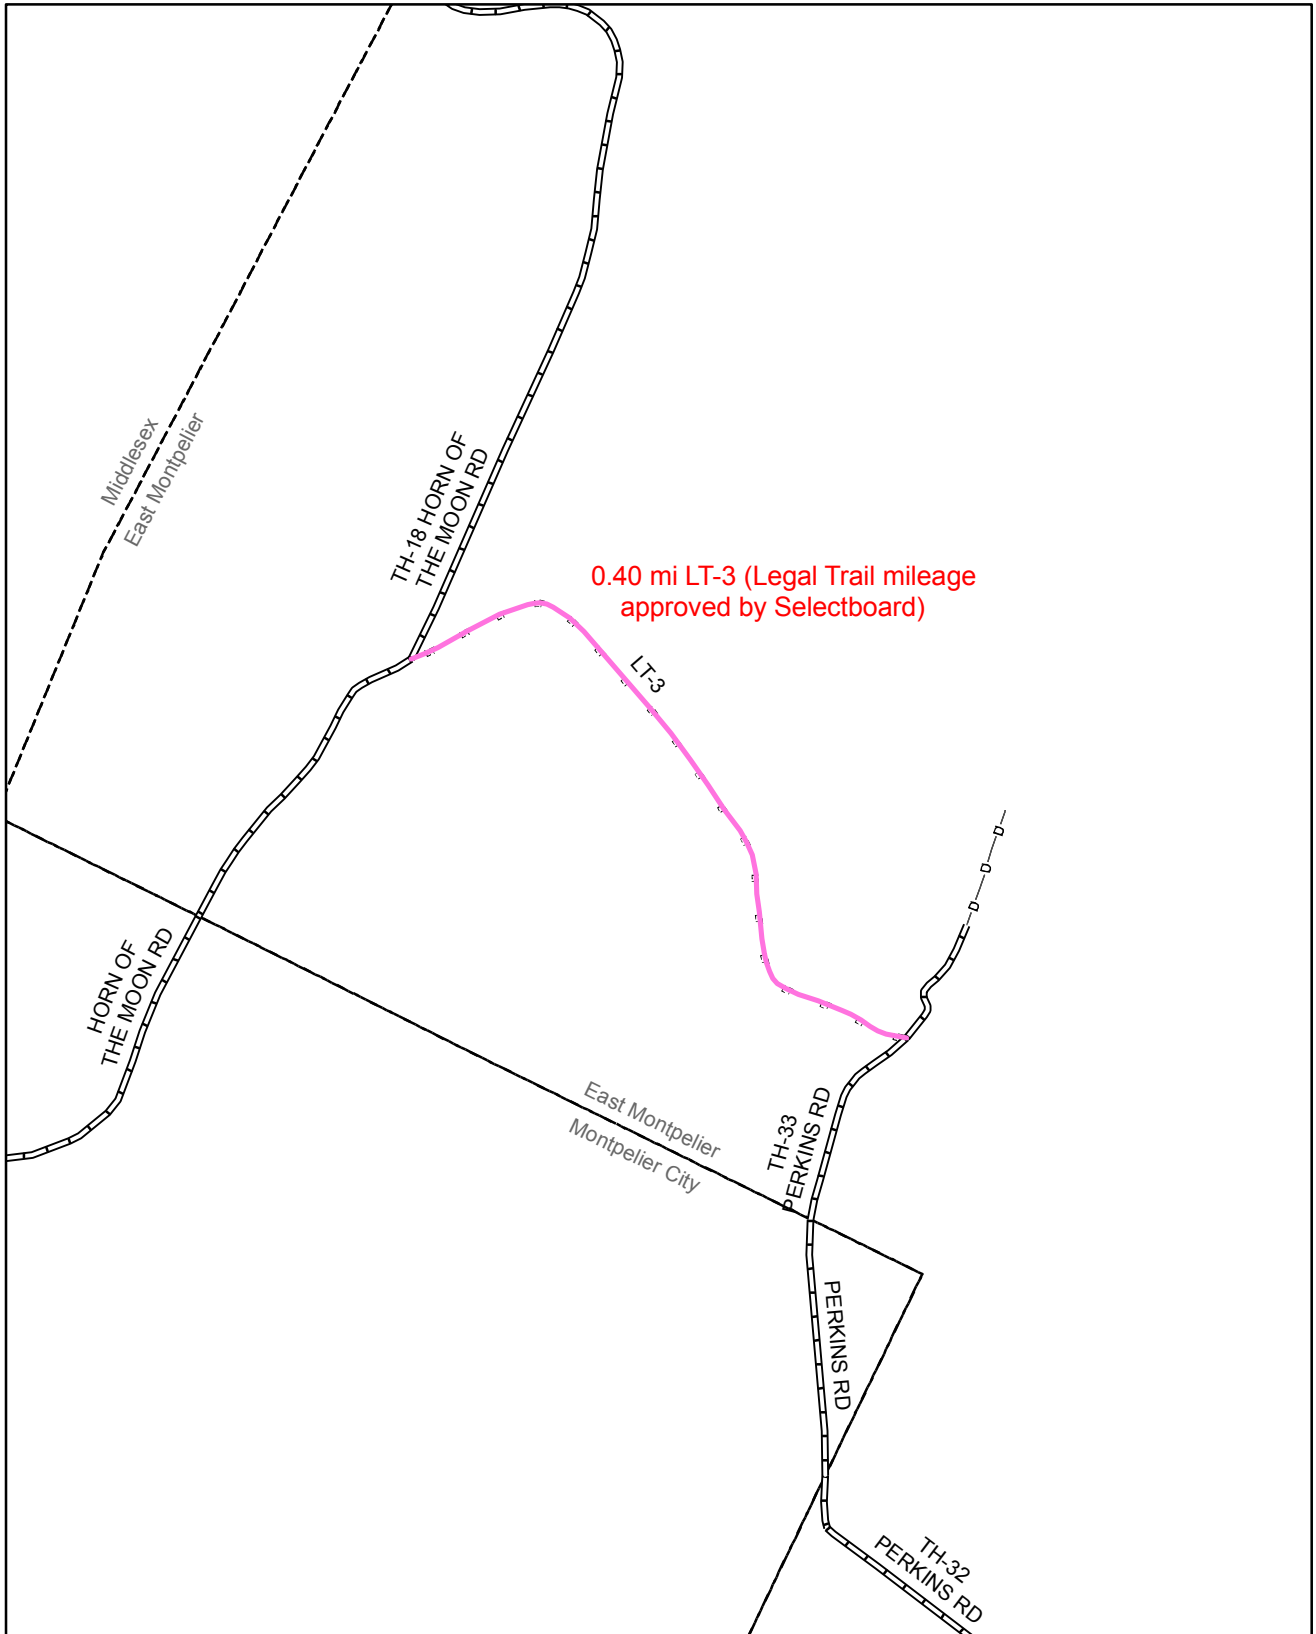 Middlesex
East Montpelier
TH-18 HORN OF
THE MOON RD
0.40 mi LT-3 (Legal Trail mileage
approved by Selectboard)
LT-3
D
D
D
HORN OF
THE MOON RD
East Montpelier
Montpelier City
TH-33
PERKINS RD
PERKINS RD
TH-32
PERKINS RD